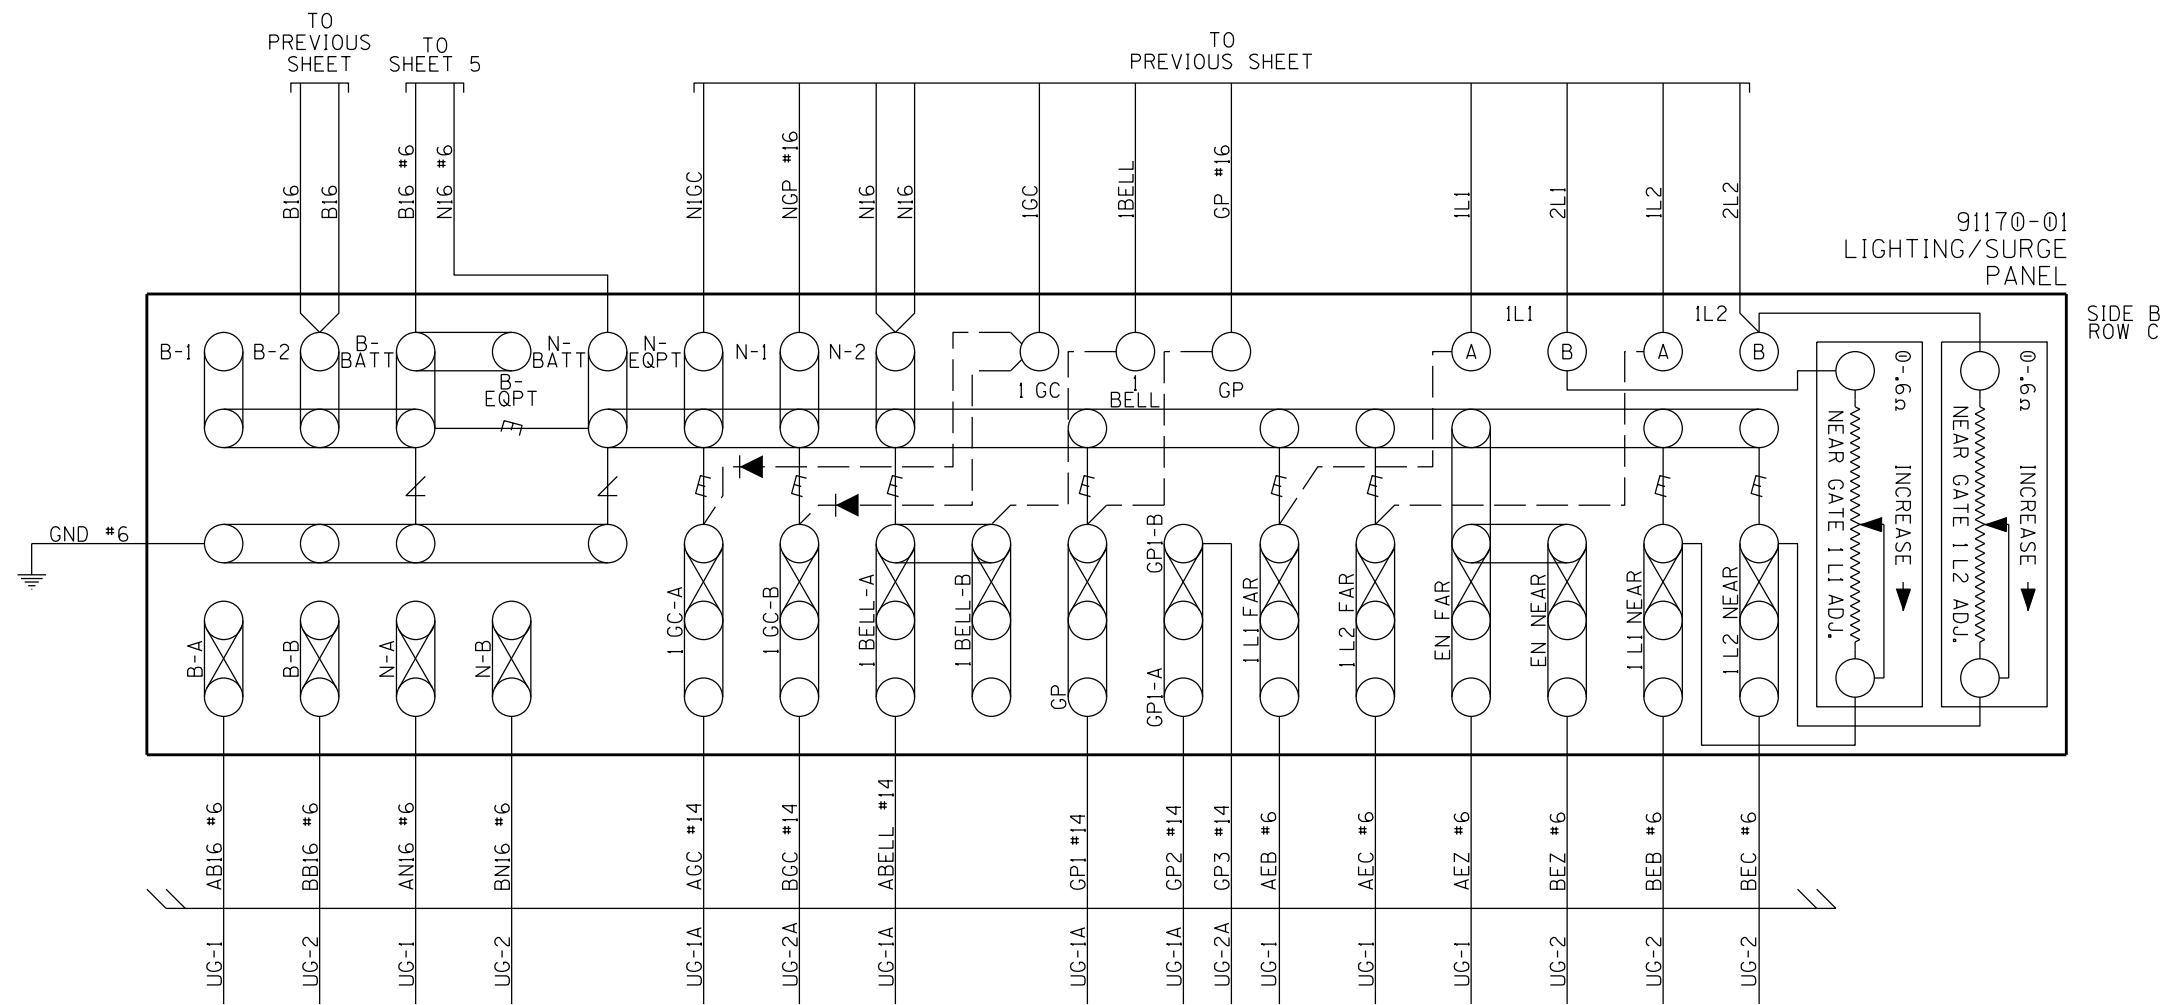 TO
PREVIOUS
SHEET
TO
SHEET 5
TO
PREVIOUS SHEET
B16
B16
B16 #6
N16 #6
N1GC
NGP #16
N16
N16
1GC
1BELL
GP #16
1L1
2L1
1L2
2L2
91170-01
LIGHTING/SURGE
PANEL
SIDE B
ROW C
B-1
B-2
B-
BATT
B-
EQPT
N-
BATT
N-
EQPT
N-1
N-2
1 GC
1
BELL
GP
1L1
1L2
A
B
A
B
0-.6Ω
NEAR GATE 1 L1 ADJ.
INCREASE
0-.6Ω
NEAR GATE 1 L2 ADJ.
INCREASE
GND #6
B-A
B-B
N-A
N-B
1 GC-A
1 GC-B
1 BELL-A
1 BELL-B
GP
GP1-B
GP1-A
1 L1 FAR
1 L2 FAR
EN FAR
EN NEAR
1 L1 NEAR
1 L2 NEAR
AB16 #6
BB16 #6
AN16 #6
BN16 #6
AGC #14
BGC #14
ABELL #14
GP1 #14
GP2 #14
GP3 #14
AEB #6
AEC #6
AEZ #6
BEZ #6
BEB #6
BEC #6
UG-1
UG-2
UG-1
UG-2
UG-1A
UG-2A
UG-1A
UG-1A
UG-1A
UG-2A
UG-1
UG-1
UG-1
UG-2
UG-2
UG-2